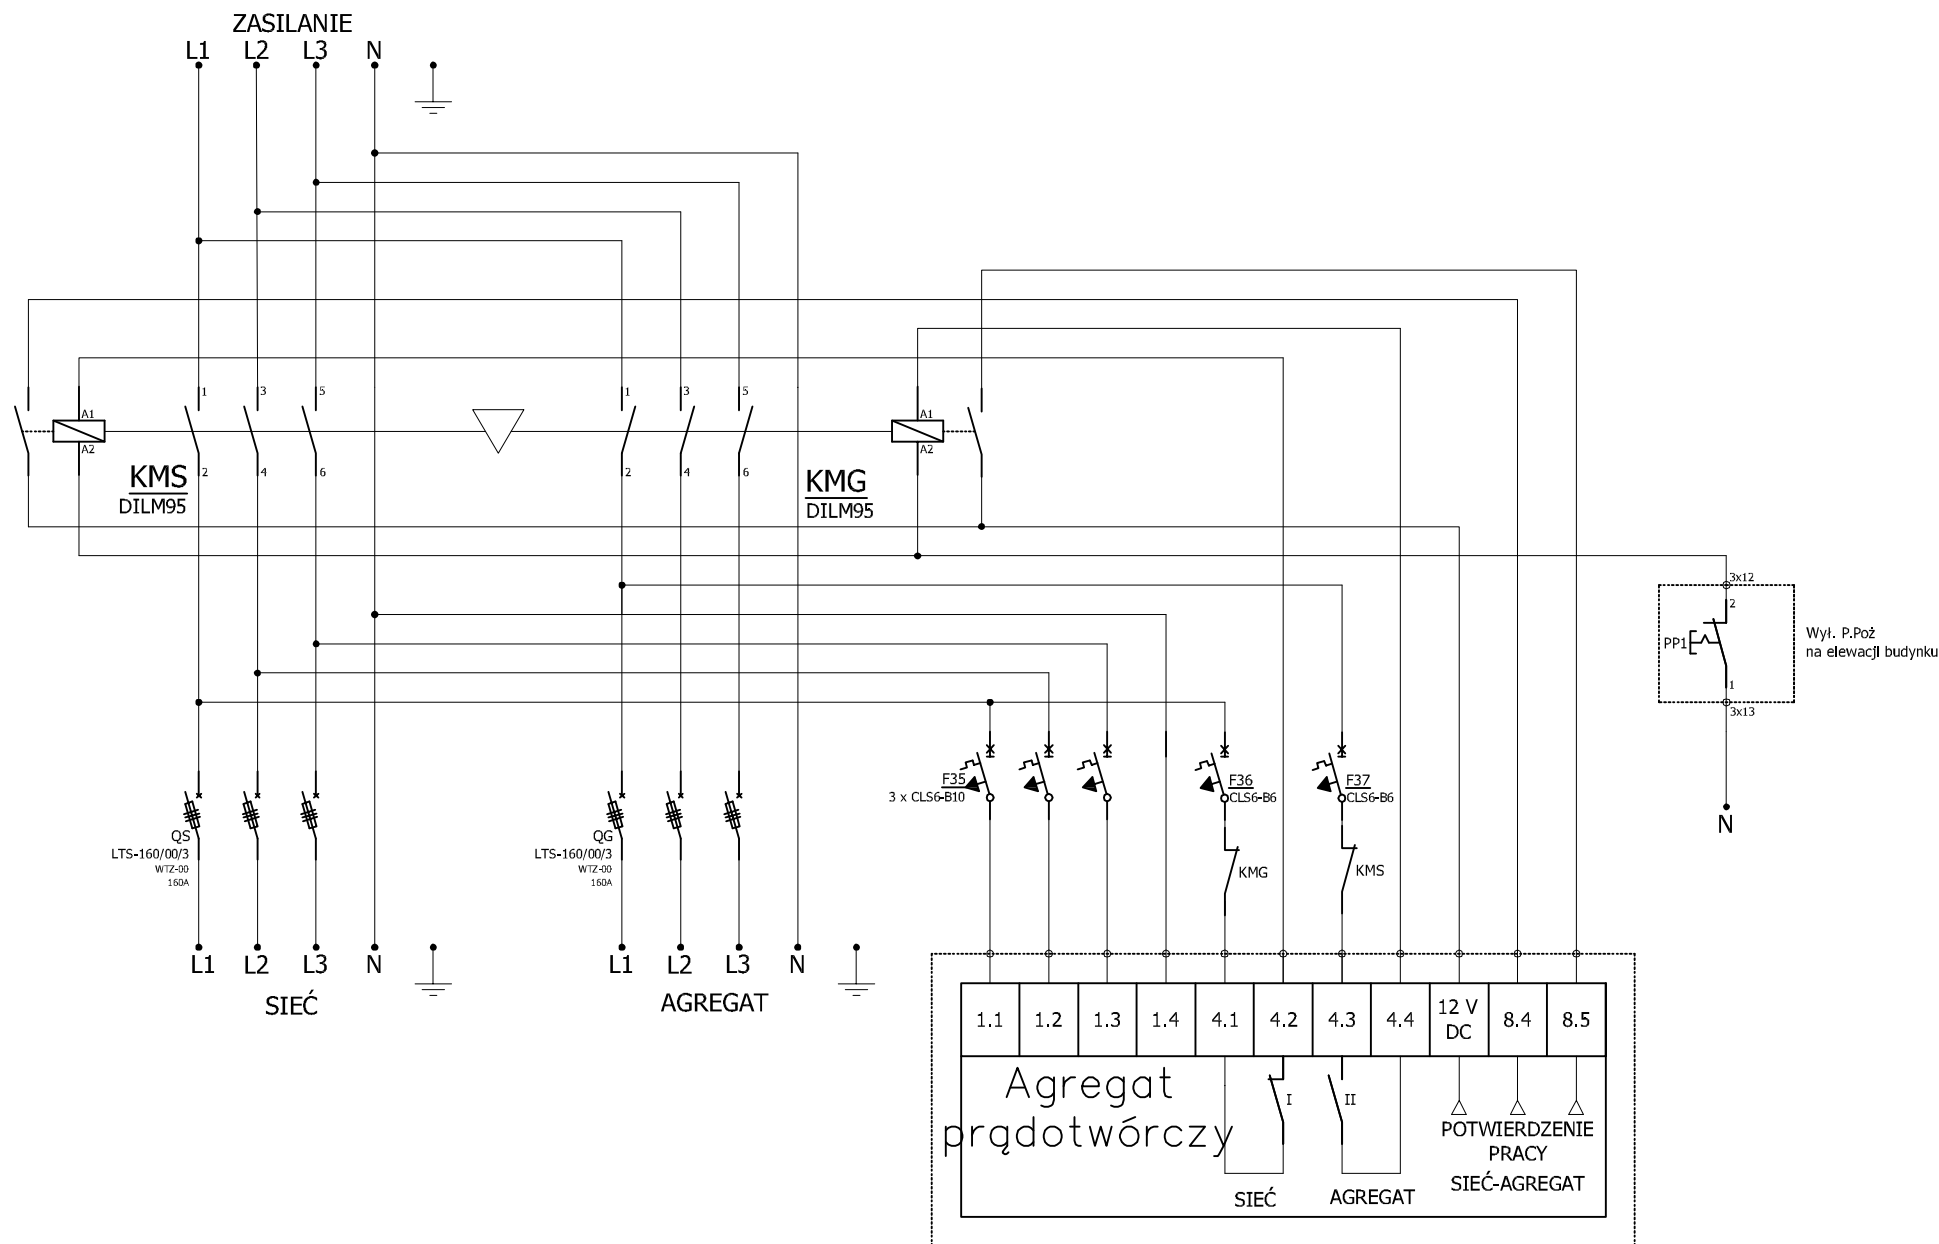 ZASILANIE
L1 L2 L3 N
1 3 5 1 3 5
A1 A1
A2 A2
2 4 6 2 4 6
KMS
DILM95
KMG
DILM95
3x12
2
PP1
1
3x13
Wył. P.Poż
na elewacji budynku
N
F35
3 x CLS6-B10
F36
CLS6-B6
F37
CLS6-B6
QS
LTS-160/00/3
WTZ-00
160A
QG
LTS-160/00/3
WTZ-00
160A
KMG
KMS
L1 L2 L3 N
SIEĆ
L1 L2 L3 N
AGREGAT
1.1 1.2 1.3 1.4 4.1 4.2 4.3 4.4 12 V DC 8.4 8.5
Agregat
prądotwórczy
I
II
SIEĆ
AGREGAT
POTWIERDZENIE
PRACY
SIEĆ-AGREGAT